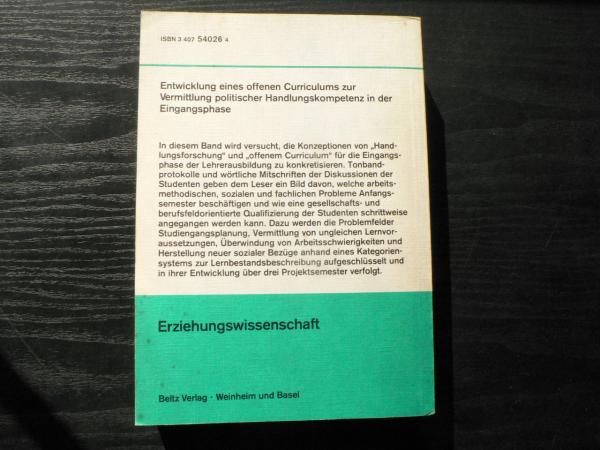 ISBN 3 407 54026 4
Entwicklung eines offenen Curriculums zur
Vermittlung politischer Handlungskompetenz in der
Eingangsphase
In diesem Band wird versucht, die Konzeptionen von „Hand-
lungsforschung“ und „offenem Curriculum“ für die Eingangs-
phase der Lehrerausbildung zu konkretisieren. Tonband-
protokolle und wörtliche Mitschriften der Diskussionen der
Studenten geben dem Leser ein Bild davon, welche arbeits-
methodischen, sozialen und fachlichen Probleme Anfangs-
semester beschäftigen und wie eine gesellschafts- und
berufsfeldorientierte Qualifizierung der Studenten schrittweise
angegangen werden kann. Dazu werden die Problemfelder
Studiengangsplanung, Vermittlung von ungleichen Lernvor-
aussetzungen, Überwindung von Arbeitsschwierigkeiten und
Herstellung neuer sozialer Bezüge anhand eines Kategorien-
systems zur Lernbestandsbeschreibung aufgeschlüsselt und
in ihrer Entwicklung über drei Projektsemester verfolgt.
Erziehungswissenschaft
Beltz Verlag · Weinheim und Basel